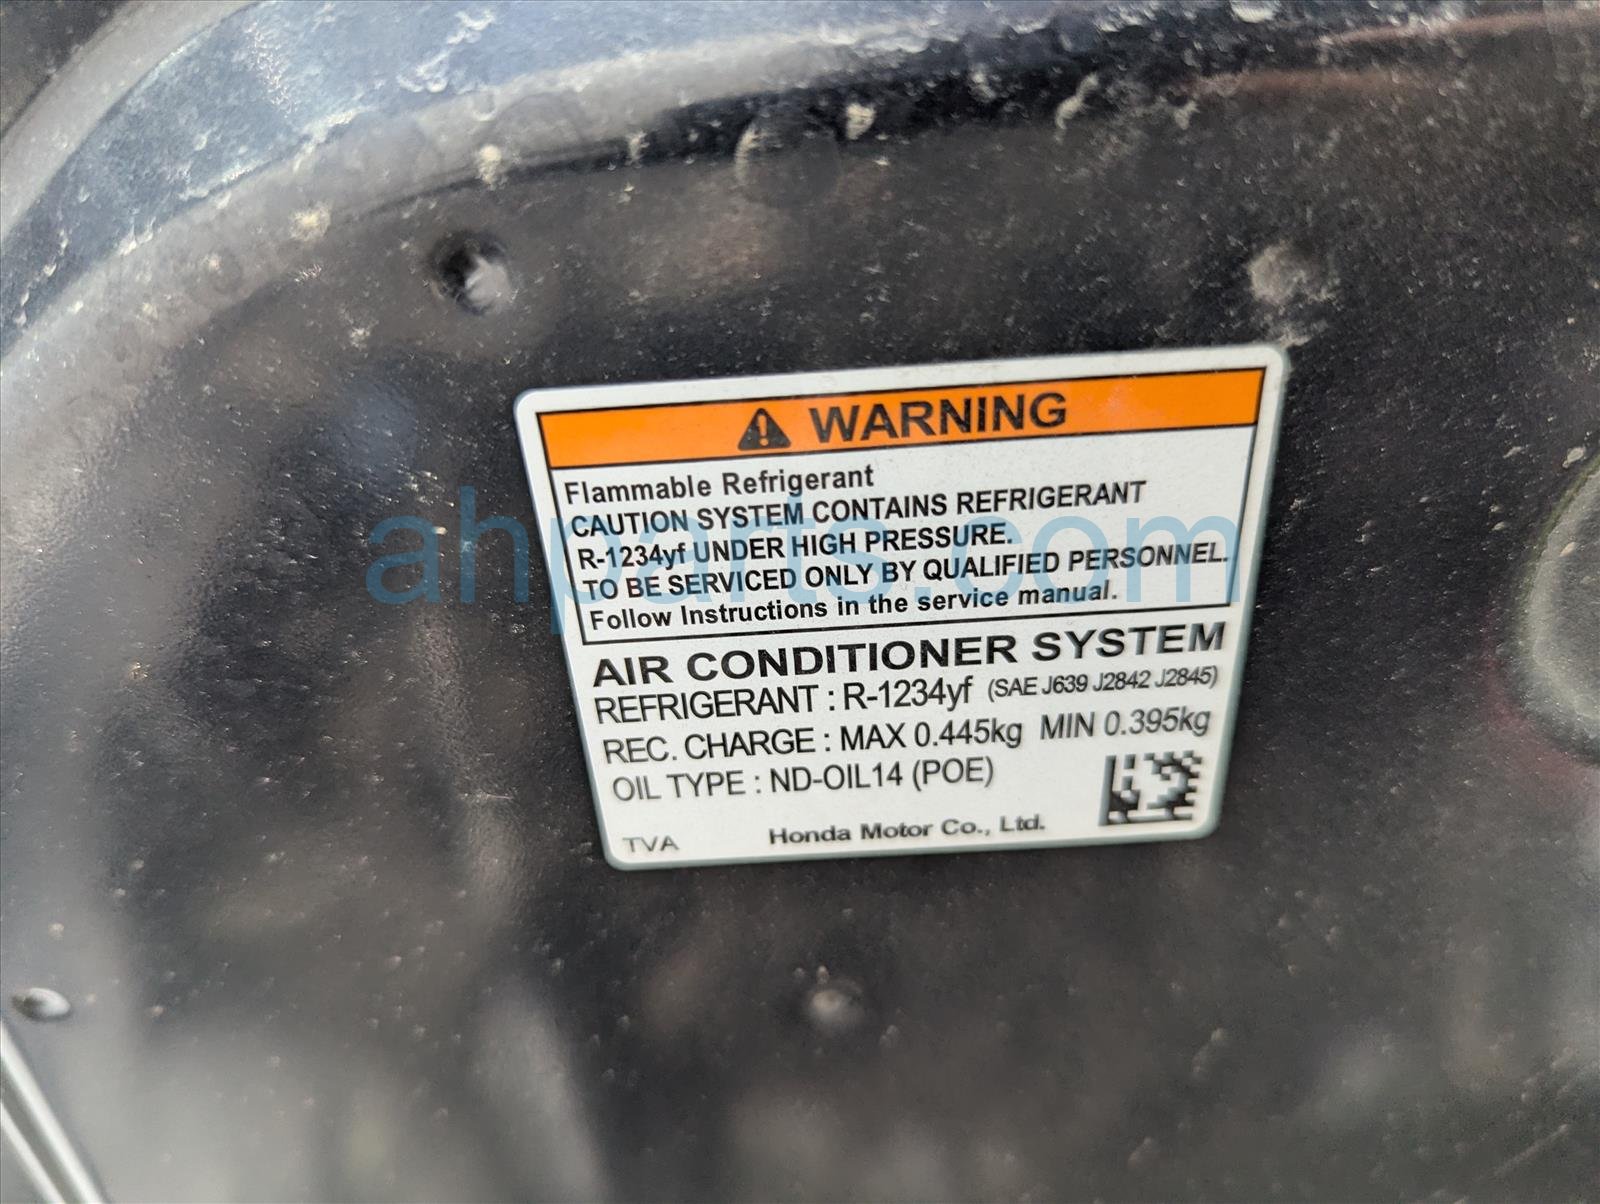 WARNING
Flammable Refrigerant
CAUTION SYSTEM CONTAINS REFRIGERANT
R-1234yf UNDER HIGH PRESSURE.
TO BE SERVICED ONLY BY QUALIFIED PERSONNEL.
Follow Instructions in the service manual.
AIR CONDITIONER SYSTEM
REFRIGERANT : R-1234yf (SAE J639 J2842 J2845)
REC. CHARGE : MAX 0.445kg MIN 0.395kg
OIL TYPE : ND-OIL14 (POE)
TVA Honda Motor Co., Ltd.
ahparts.com